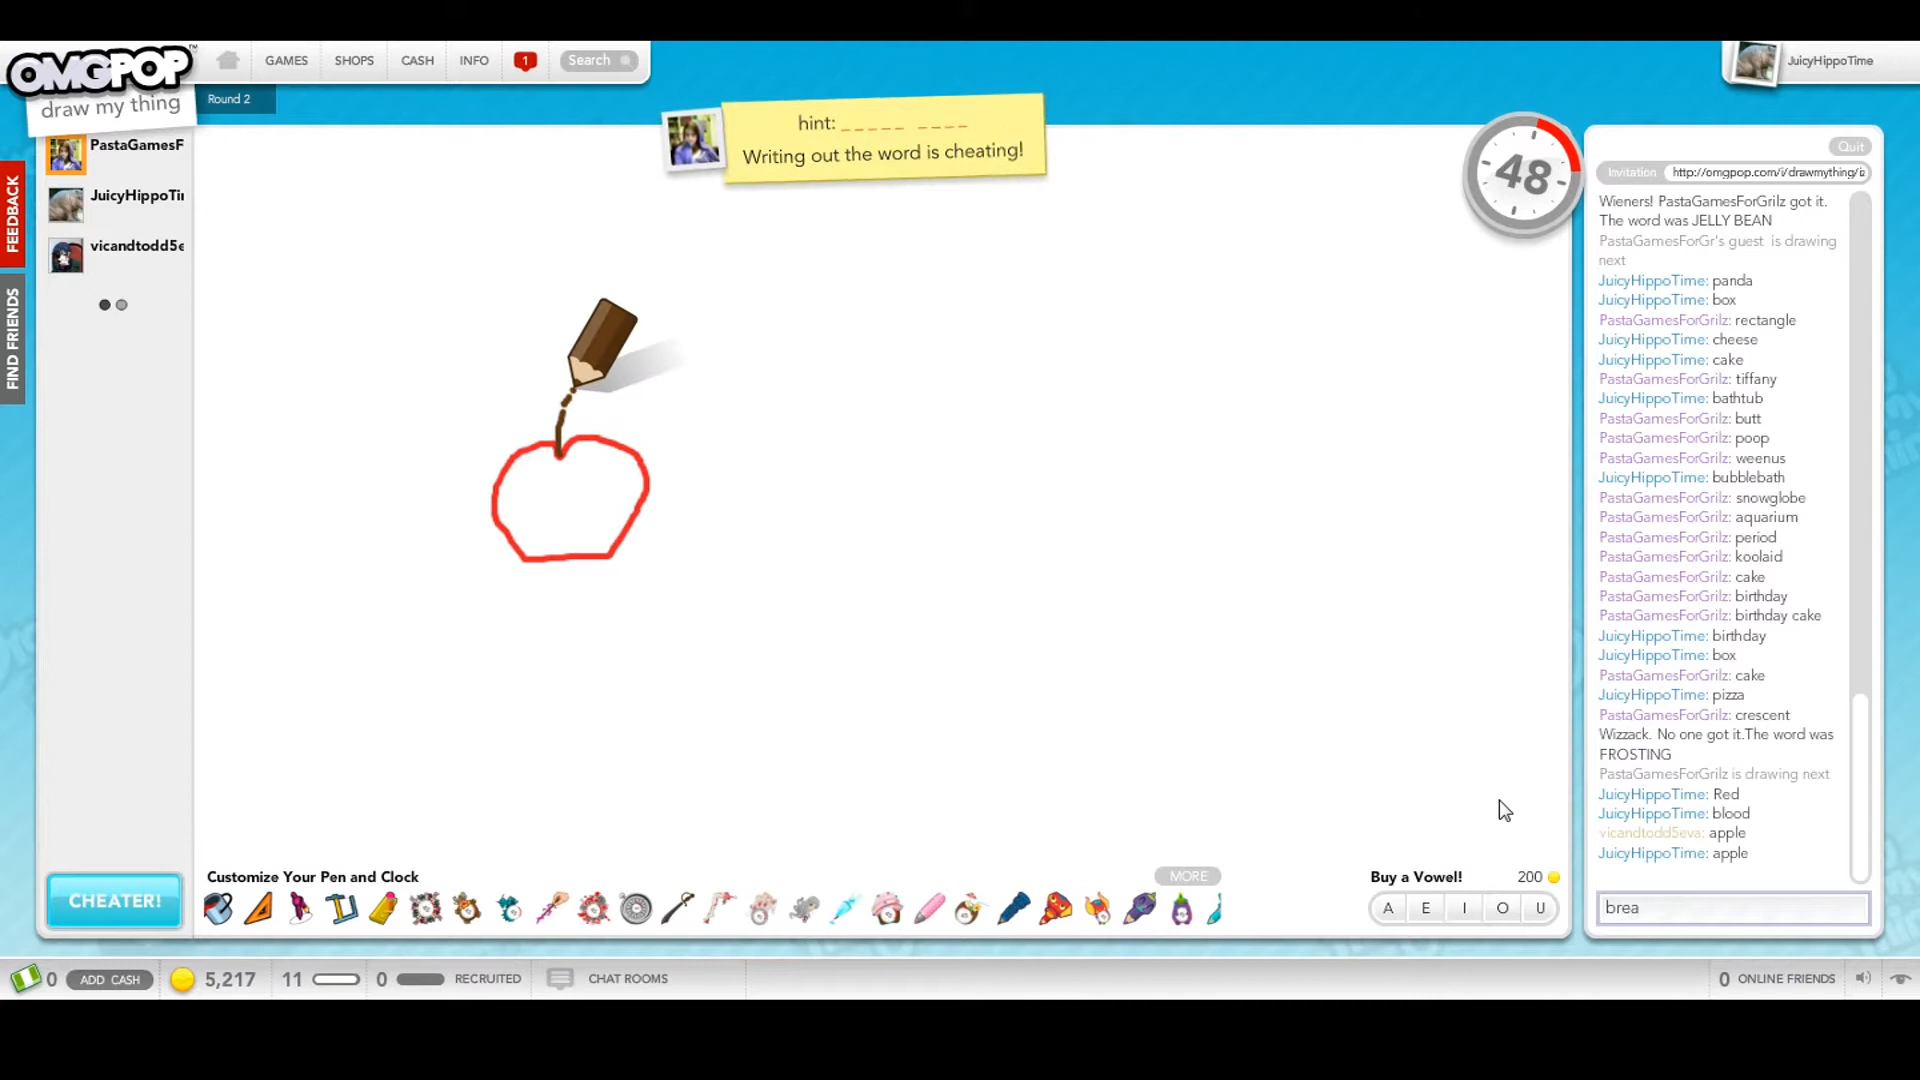 OMGPOP™
draw my thing
GAMES SHOPS CASH INFO 1 Search
JuicyHippoTime
Round 2
FEEDBACK
FIND FRIENDS
PastaGamesF
JuicyHippoTi
vicandtodd5e
hint: _ _ _ _ _ _ _ _ _
Writing out the word is cheating!
48
Quit
Invitation http://omgpop.com/i/drawmything/
Wieners! PastaGamesForGrilz got it.
The word was JELLY BEAN
PastaGamesForGr's guest is drawing
next
JuicyHippoTime: panda
JuicyHippoTime: box
PastaGamesForGrilz: rectangle
JuicyHippoTime: cheese
JuicyHippoTime: cake
PastaGamesForGrilz: tiffany
JuicyHippoTime: bathtub
PastaGamesForGrilz: butt
PastaGamesForGrilz: poop
PastaGamesForGrilz: weenus
JuicyHippoTime: bubblebath
PastaGamesForGrilz: snowglobe
PastaGamesForGrilz: aquarium
PastaGamesForGrilz: period
PastaGamesForGrilz: koolaid
PastaGamesForGrilz: cake
PastaGamesForGrilz: birthday
PastaGamesForGrilz: birthday cake
JuicyHippoTime: birthday
JuicyHippoTime: box
PastaGamesForGrilz: cake
JuicyHippoTime: pizza
PastaGamesForGrilz: crescent
Wizzack. No one got it.The word was
FROSTING
PastaGamesForGrilz is drawing next
JuicyHippoTime: Red
JuicyHippoTime: blood
vicandtodd5eva: apple
JuicyHippoTime: apple
brea
CHEATER!
Customize Your Pen and Clock
MORE
Buy a Vowel! 200
A E I O U
0 ADD CASH 5,217 11 0 RECRUITED CHAT ROOMS
0 ONLINE FRIENDS